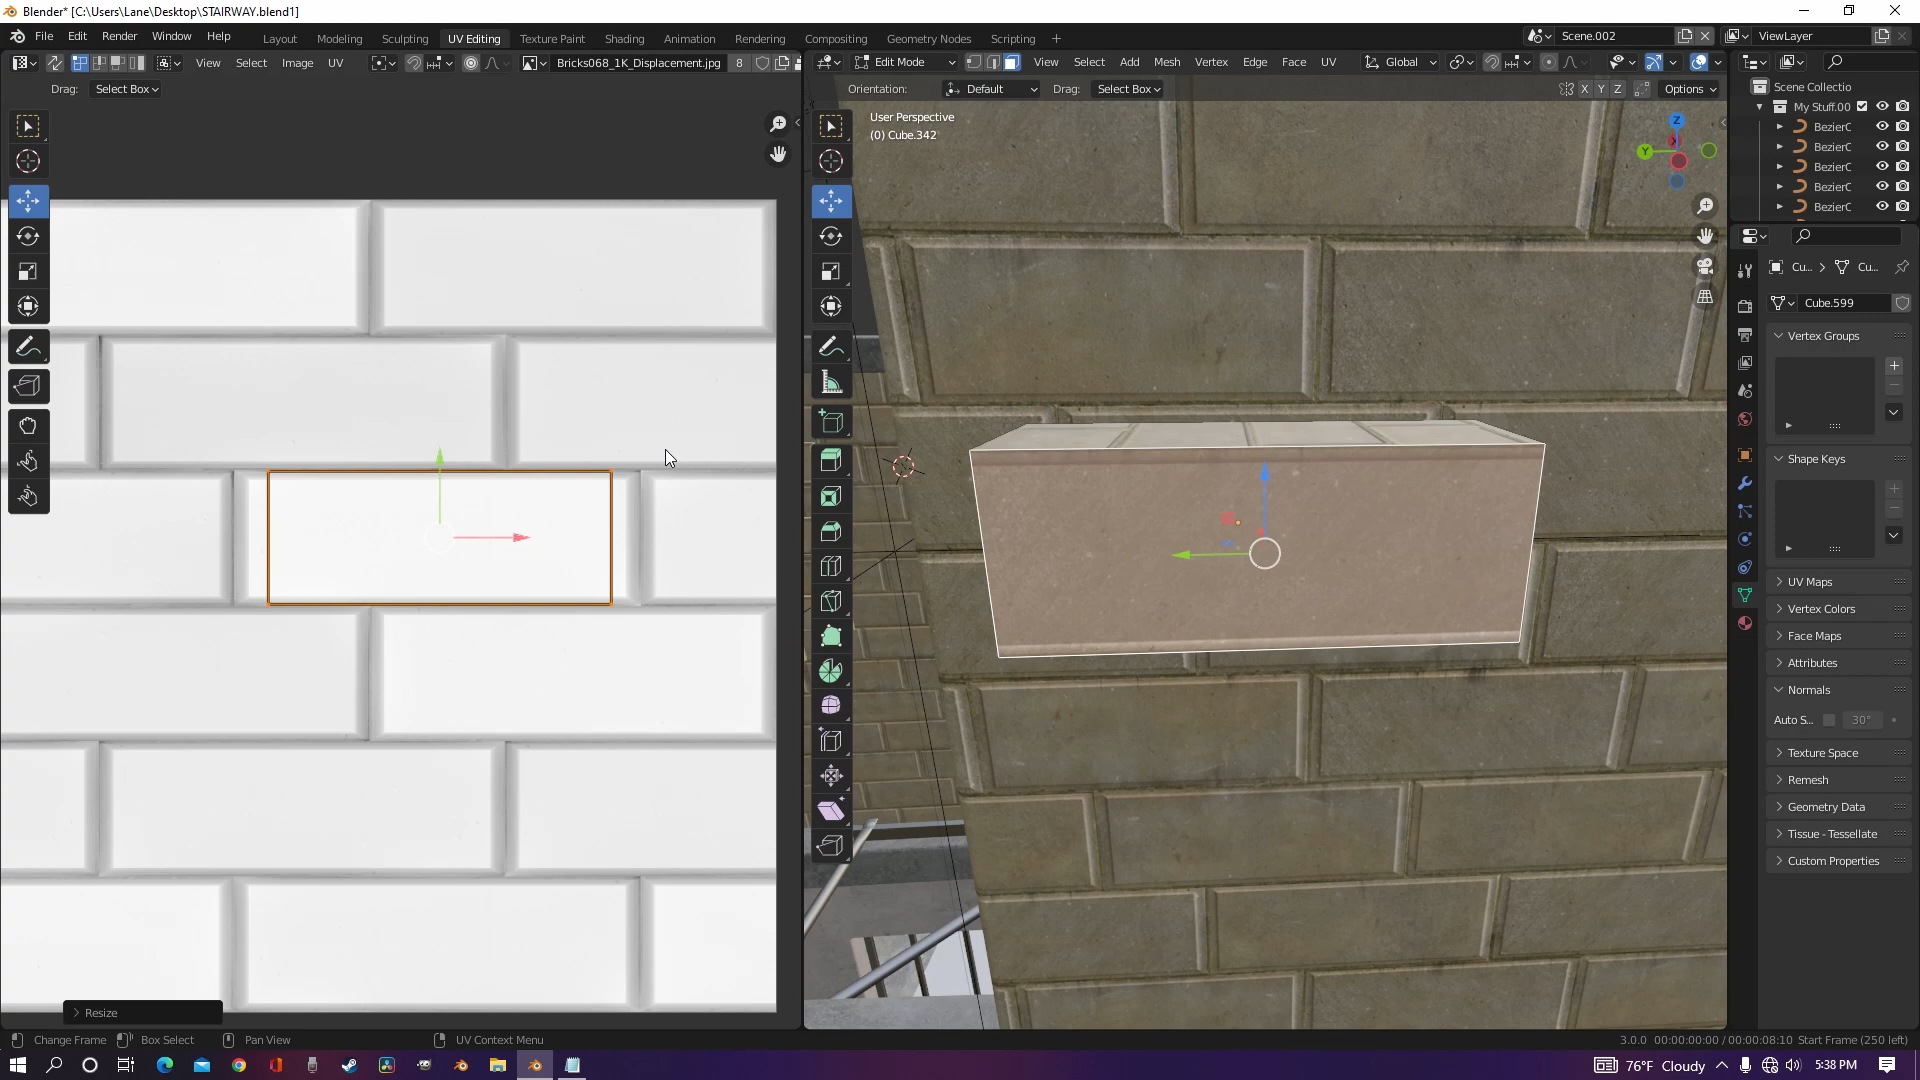 Blender* [C:\Users\Lane\Desktop\STAIRWAY.blend1]
File Edit Render Window Help Layout Modeling Sculpting UV Editing Texture Paint Shading Animation Rendering Compositing Geometry Nodes Scripting Scene.002 ViewLayer
View Select Image UV Bricks068_1K_Displacement.jpg 8 Edit Mode View Select Add Mesh Vertex Edge Face UV Global
Drag: Select Box Orientation: Default Drag: Select Box X Y Z Options
Scene Collectio
My Stuff.00
BezierC
BezierC
BezierC
BezierC
BezierC
User Perspective
(0) Cube.342
Z
Y
Cu... Cu...
Cube.599
Vertex Groups
Shape Keys
UV Maps
Vertex Colors
Face Maps
Attributes
Normals
Auto S... 30°
Texture Space
Remesh
Geometry Data
Tissue - Tessellate
Custom Properties
Resize
Change Frame Box Select Pan View UV Context Menu 3.0.0 00:00:00:00 / 00:00:08:10 Start Frame (250 left)
76°F Cloudy 5:38 PM